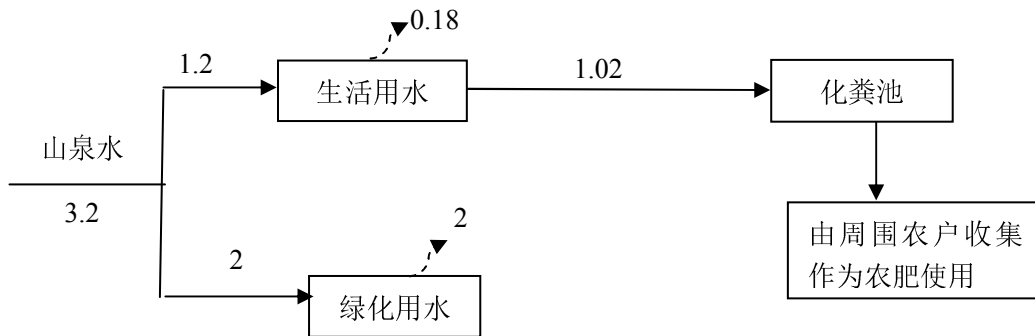 0.18
1.2
生活用水
1.02
化粪池
山泉水
3.2
2
绿化用水
2
由周围农户收集
作为农肥使用